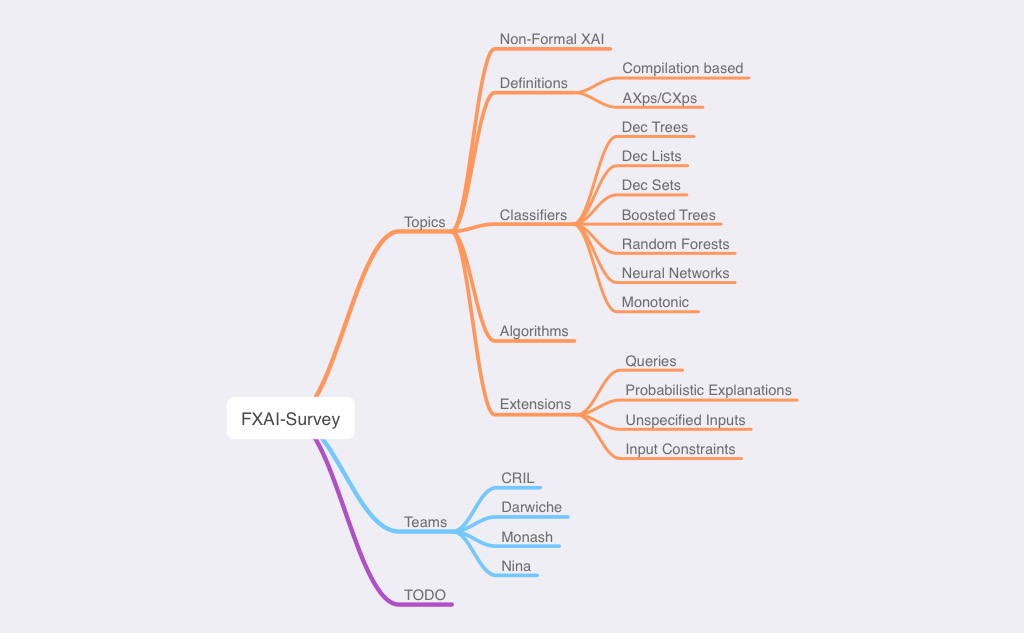 Non-Formal XAI
Definitions
Compilation based
AXps/CXps
Dec Trees
Dec Lists
Dec Sets
Topics
Classifiers
Boosted Trees
Random Forests
Neural Networks
Monotonic
Algorithms
Queries
Probabilistic Explanations
Extensions
Unspecified Inputs
Input Constraints
FXAI-Survey
CRIL
Darwiche
Teams
Monash
Nina
TODO